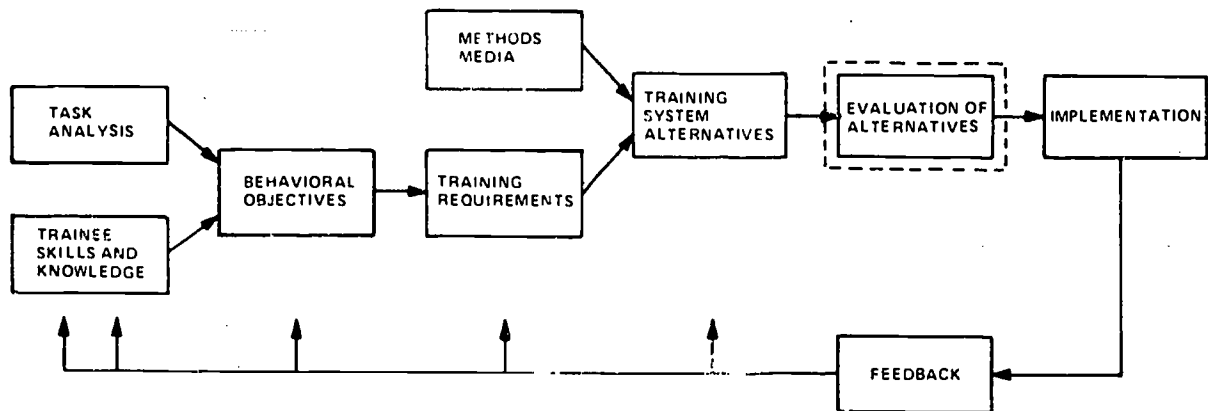 METHODS
MEDIA
TASK
ANALYSIS
TRAINING
SYSTEM
ALTERNATIVES
EVALUATION OF
ALTERNATIVES
IMPLEMENTATION
BEHAVIORAL
OBJECTIVES
TRAINING
REQUIREMENTS
TRAINEE
SKILLS AND
KNOWLEDGE
FEEDBACK